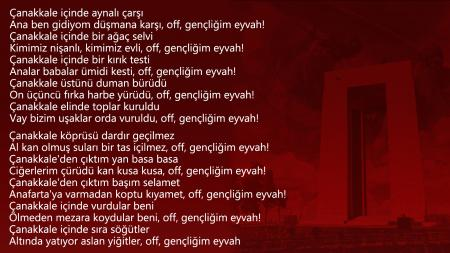 Çanakkale içinde aynalı çarşı
Ana ben gidiyom düşmana karşı, off, gençliğim eyvah!
Çanakkale içinde bir ağaç selvi
Kimimiz nişanlı, kimimiz evli, off, gençliğim eyvah!
Çanakkale içinde bir kırık testi
Analar babalar ümidi kesti, off, gençliğim eyvah!
Çanakkale üstünü duman bürüdü
On üçüncü fırka harbe yürüdü, off, gençliğim eyvah!
Çanakkale elinde toplar kuruldu
Vay bizim uşaklar orda vuruldu, off, gençliğim eyvah!
Çanakkale köprüsü dardır geçilmez
Al kan olmuş suları bir tas içilmez, off, gençliğim eyvah!
Çanakkale'den çıktım yan basa basa
Ciğerlerim çürüdü kan kusa kusa, off, gençliğim eyvah!
Çanakkale'den çıktım başım selamet
Anafarta'ya varmadan koptu kıyamet, off, gençliğim eyvah!
Çanakkale içinde vurdular beni
Ölmeden mezara koydular beni, off, gençliğim eyvah!
Çanakkale içinde sıra söğütler
Altında yatıyor aslan yiğitler, off, gençliğim eyvah